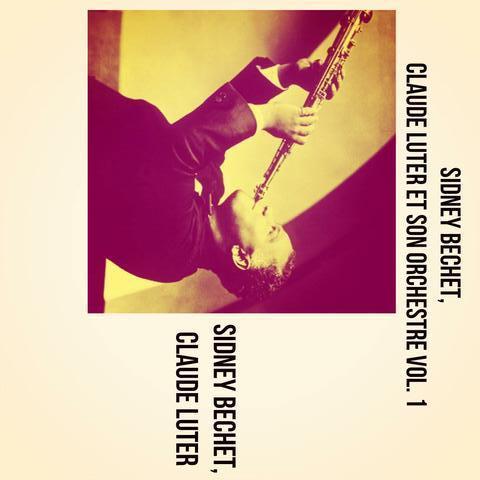 SIDNEY BECHET,
CLAUDE LUTER ET SON ORCHESTRE VOL. 1
SIDNEY BECHET,
CLAUDE LUTER